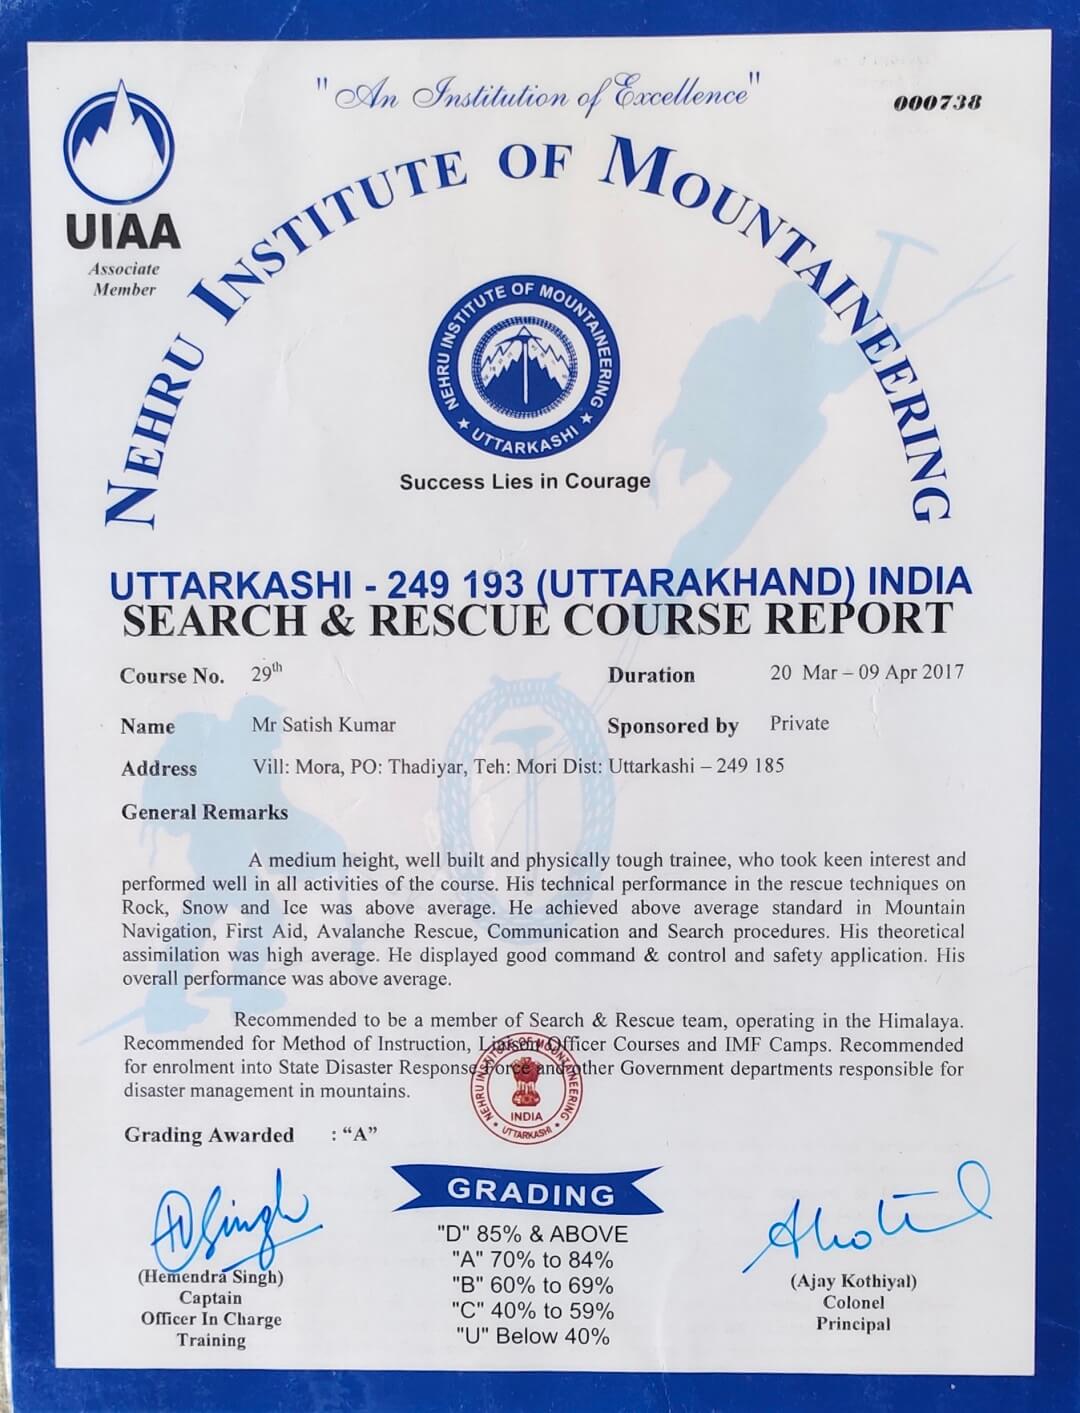 "An Institution of Excellence"
000738
UIAA
Associate
Member
NEHRU INSTITUTE OF MOUNTAINEERING
NEHRU INSTITUTE OF MOUNTAINEERING
★ UTTARKASHI ★
Success Lies in Courage
UTTARKASHI - 249 193 (UTTARAKHAND) INDIA
SEARCH & RESCUE COURSE REPORT
Course No. 29th Duration 20 Mar – 09 Apr 2017
Name Mr Satish Kumar Sponsored by Private
Address Vill: Mora, PO: Thadiyar, Teh: Mori Dist: Uttarkashi – 249 185
General Remarks
A medium height, well built and physically tough trainee, who took keen interest and
performed well in all activities of the course. His technical performance in the rescue techniques on
Rock, Snow and Ice was above average. He achieved above average standard in Mountain
Navigation, First Aid, Avalanche Rescue, Communication and Search procedures. His theoretical
assimilation was high average. He displayed good command & control and safety application. His
overall performance was above average.
Recommended to be a member of Search & Rescue team, operating in the Himalaya.
Recommended for Method of Instruction, Liaison Officer Courses and IMF Camps. Recommended
for enrolment into State Disaster Response Force and other Government departments responsible for
disaster management in mountains.
NEHRU INSTITUTE OF MOUNTAINEERING
INDIA
UTTARKASHI
Grading Awarded : “A”
GRADING
"D" 85% & ABOVE
"A" 70% to 84%
"B" 60% to 69%
"C" 40% to 59%
"U" Below 40%
HSingh
(Hemendra Singh)
Captain
Officer In Charge
Training
(Ajay Kothiyal)
Colonel
Principal